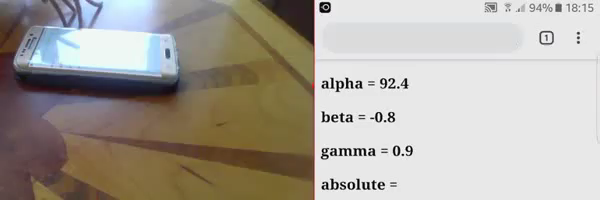 94% 18:15
1
alpha = 92.4
beta = -0.8
gamma = 0.9
absolute =